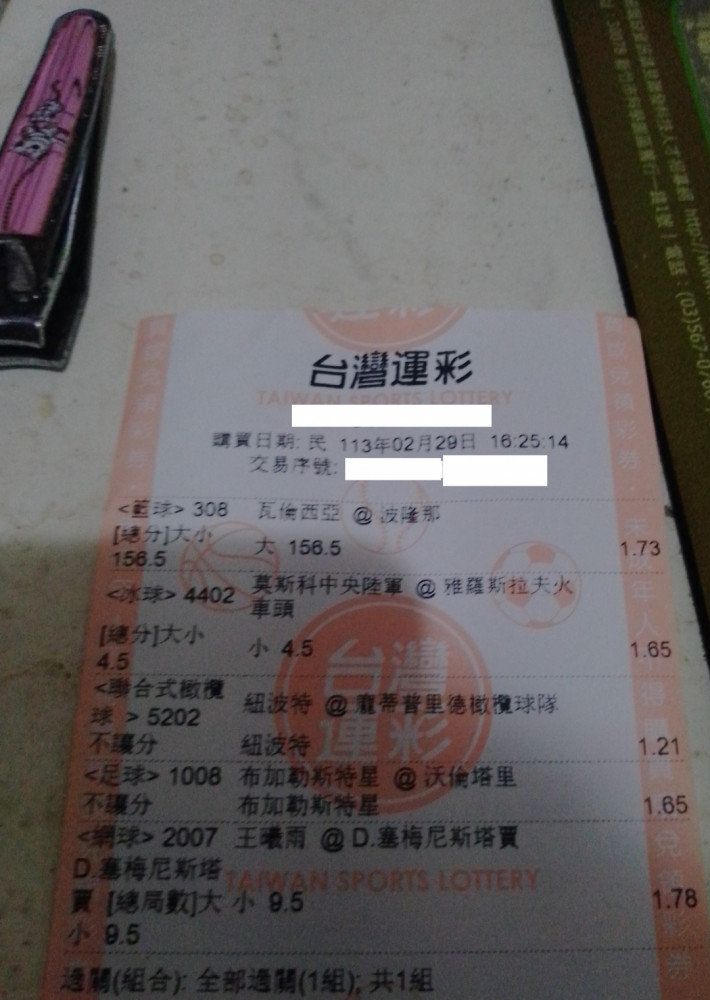 台灣運彩
TAIWAN SPORTS LOTTERY
購買日期: 民 113年02月29日 16:25:14
交易序號:
<籃球> 308 瓦倫西亞 @ 波隆那
[總分]大小
156.5
大 156.5 1.73
<冰球> 4402 莫斯科中央陸軍 @ 雅羅斯拉夫火
車頭
[總分]大小
4.5
小 4.5 1.65
<聯合式橄欖
球 > 5202 紐波特 @ 龐蒂普里德橄欖球隊
不讓分 紐波特 1.21
<足球> 1008 布加勒斯特星 @ 沃倫塔里
不讓分 布加勒斯特星 1.65
<網球> 2007 王曦雨 @ D.塞梅尼斯塔賈
D.塞梅尼斯塔
賈 [總局數]大 小 9.5 1.78
小 9.5
台灣
運彩
TAIWAN SPORTS LOTTERY
過關(組合): 全部過關(1組); 共1組